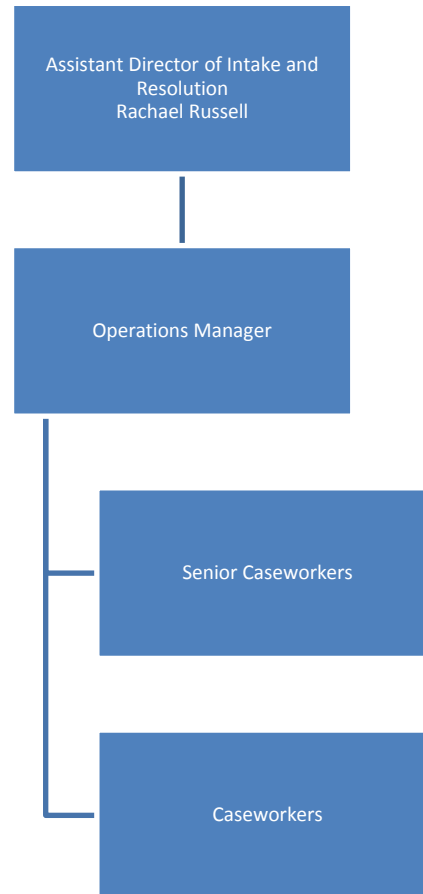 Assistant Director of Intake and
Resolution
Rachael Russell
Operations Manager
Senior Caseworkers
Caseworkers